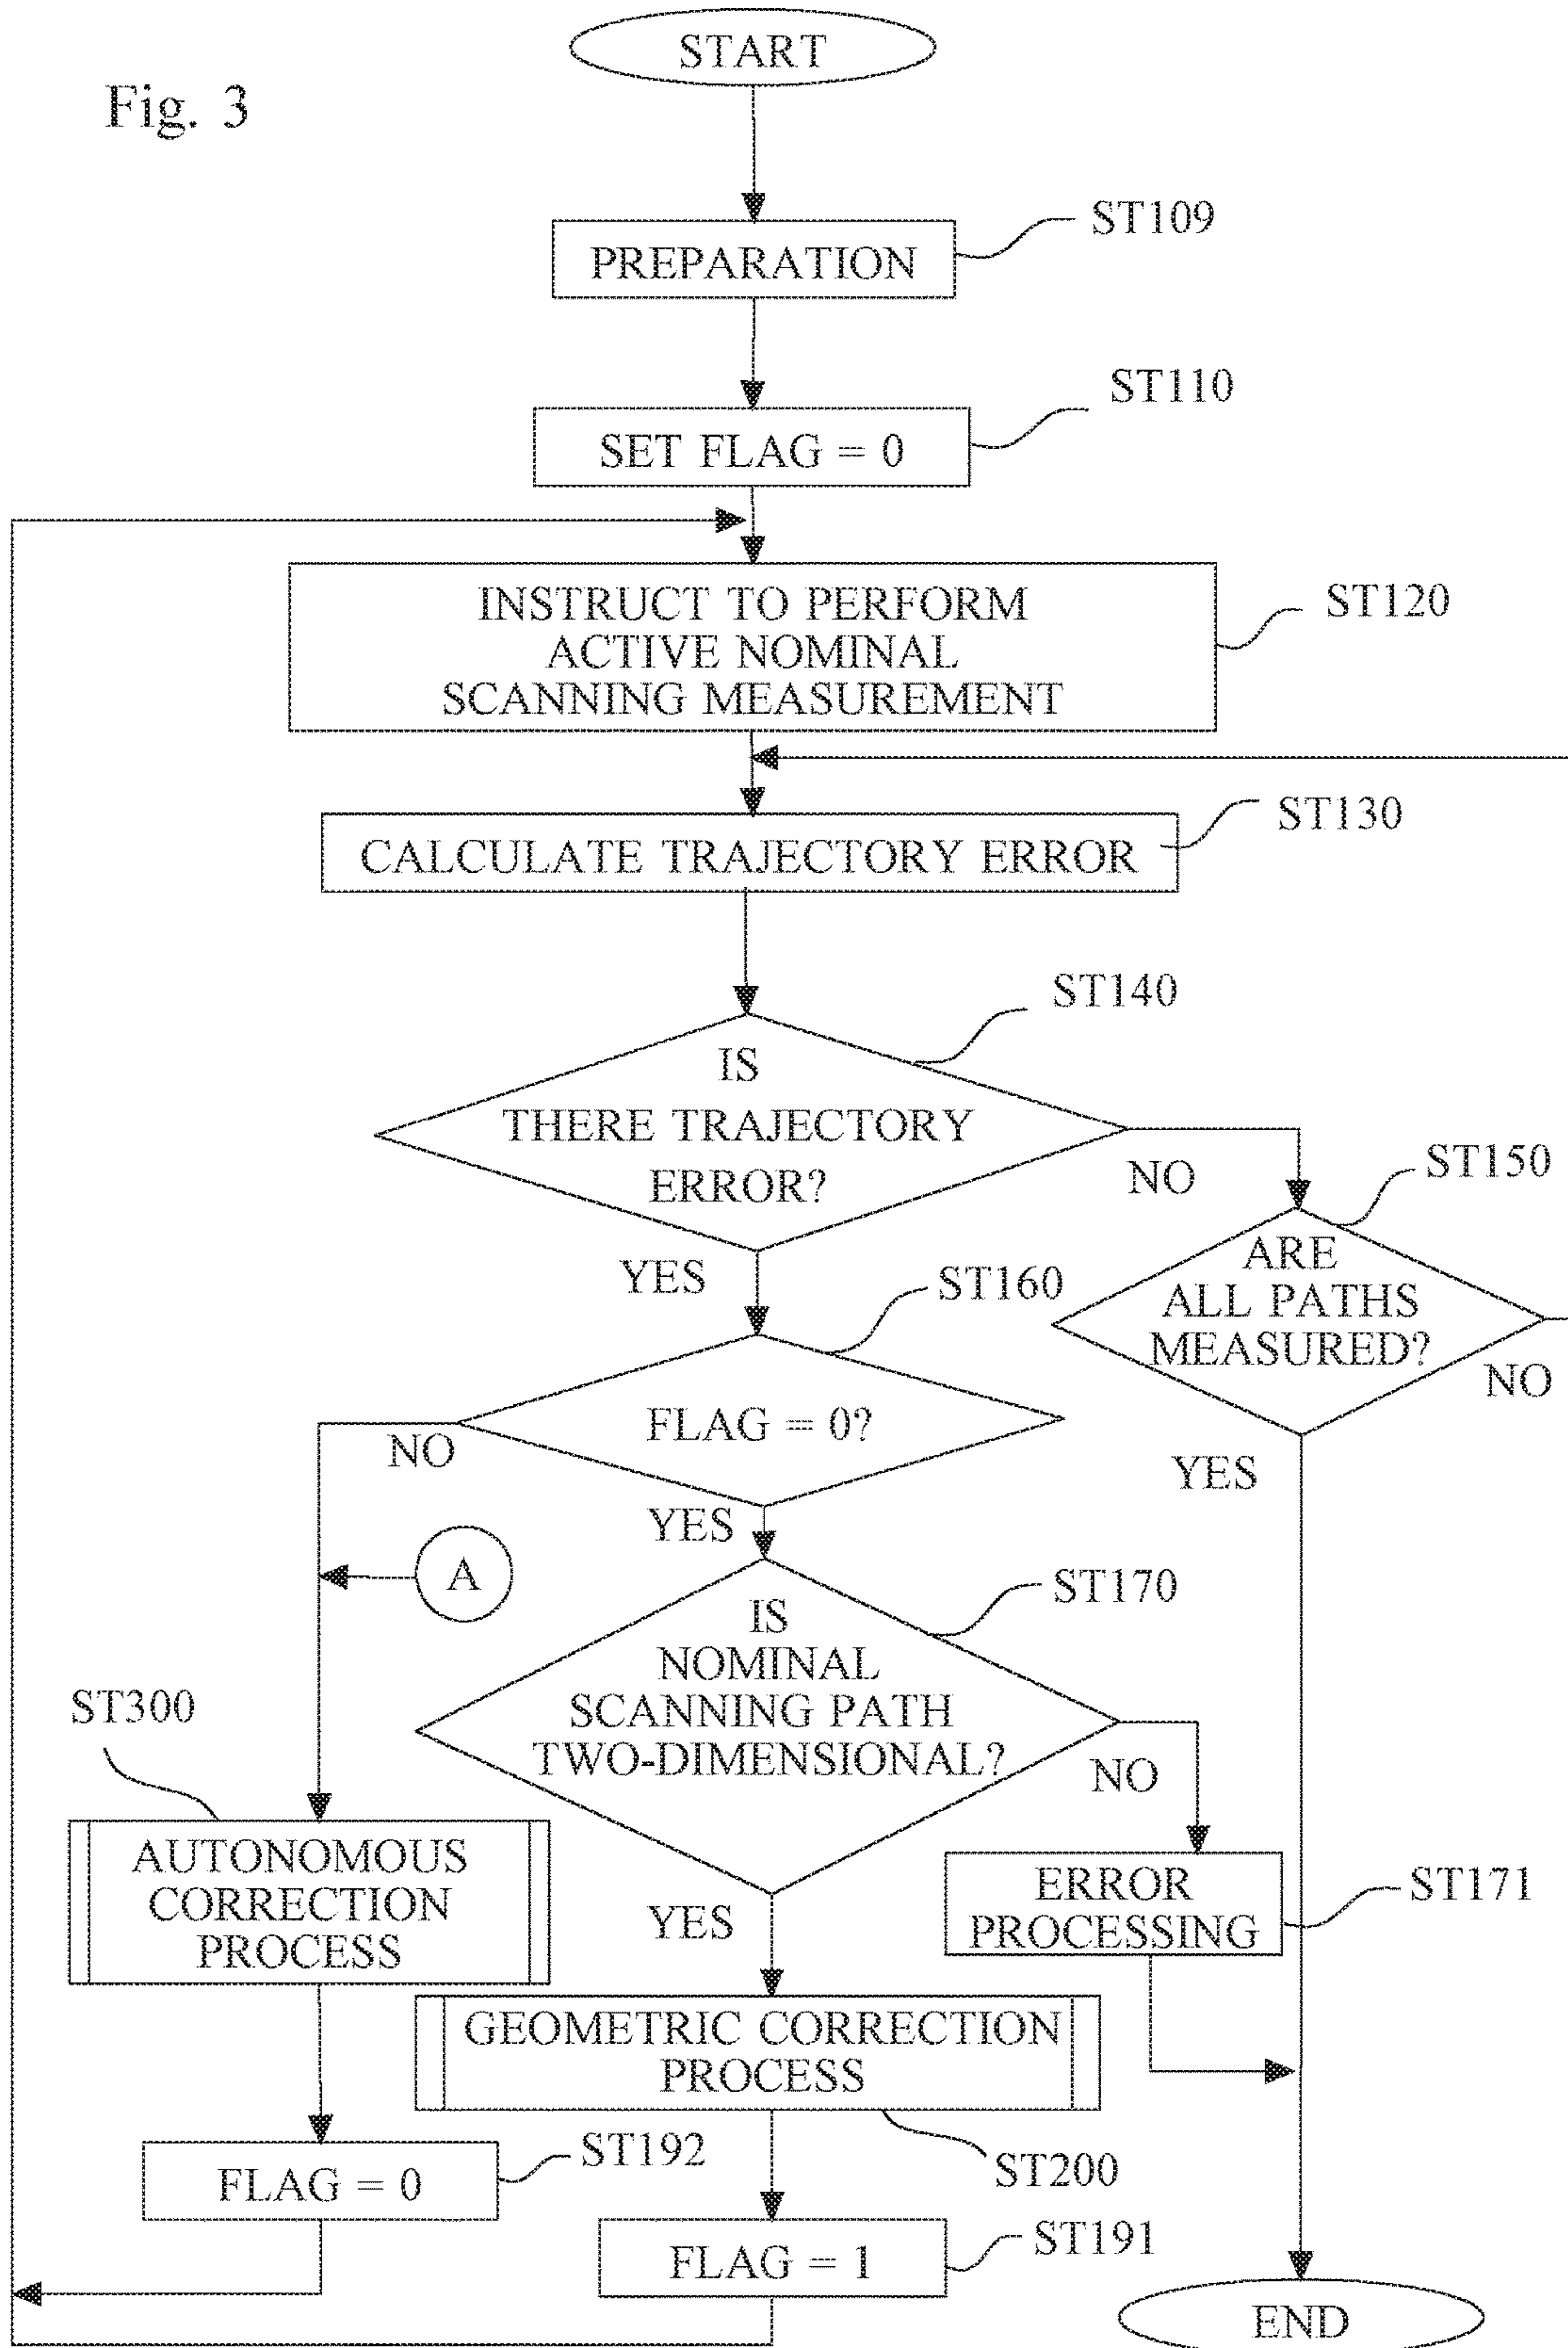 Fig. 3
START
PREPARATION
ST109
SET FLAG = 0
ST110
INSTRUCT TO PERFORM
ACTIVE NOMINAL
SCANNING MEASUREMENT
ST120
CALCULATE TRAJECTORY ERROR
ST130
IS
THERE TRAJECTORY
ERROR?
ST140
NO
YES
ARE
ALL PATHS
MEASURED?
ST150
NO
YES
FLAG = 0?
ST160
NO
YES
A
IS
NOMINAL
SCANNING PATH
TWO-DIMENSIONAL?
ST170
NO
YES
ST300
AUTONOMOUS
CORRECTION
PROCESS
ERROR
PROCESSING
ST171
GEOMETRIC CORRECTION
PROCESS
ST200
FLAG = 0
ST192
FLAG = 1
ST191
END